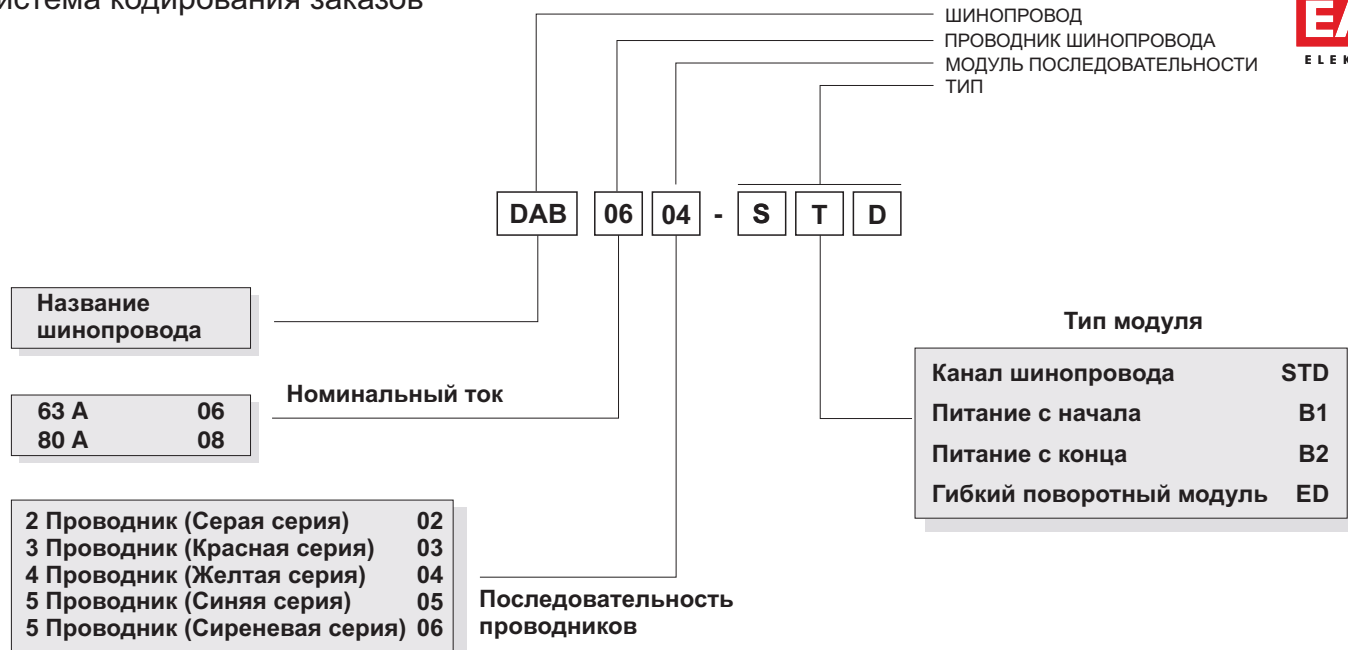 истема кодирования заказов
ШИНОПРОВОД
ПРОВОДНИК ШИНОПРОВОДА
МОДУЛЬ ПОСЛЕДОВАТЕЛЬНОСТИ
ТИП
DAB 06 04 - S T D
Название
шинопровода
Номинальный ток
63 А 06
80 А 08
2 Проводник (Серая серия) 02
3 Проводник (Красная серия) 03
4 Проводник (Желтая серия) 04
5 Проводник (Синяя серия) 05
5 Проводник (Сиреневая серия) 06
Последовательность
проводников
Тип модуля
Канал шинопровода STD
Питание с начала B1
Питание с конца B2
Гибкий поворотный модуль ED